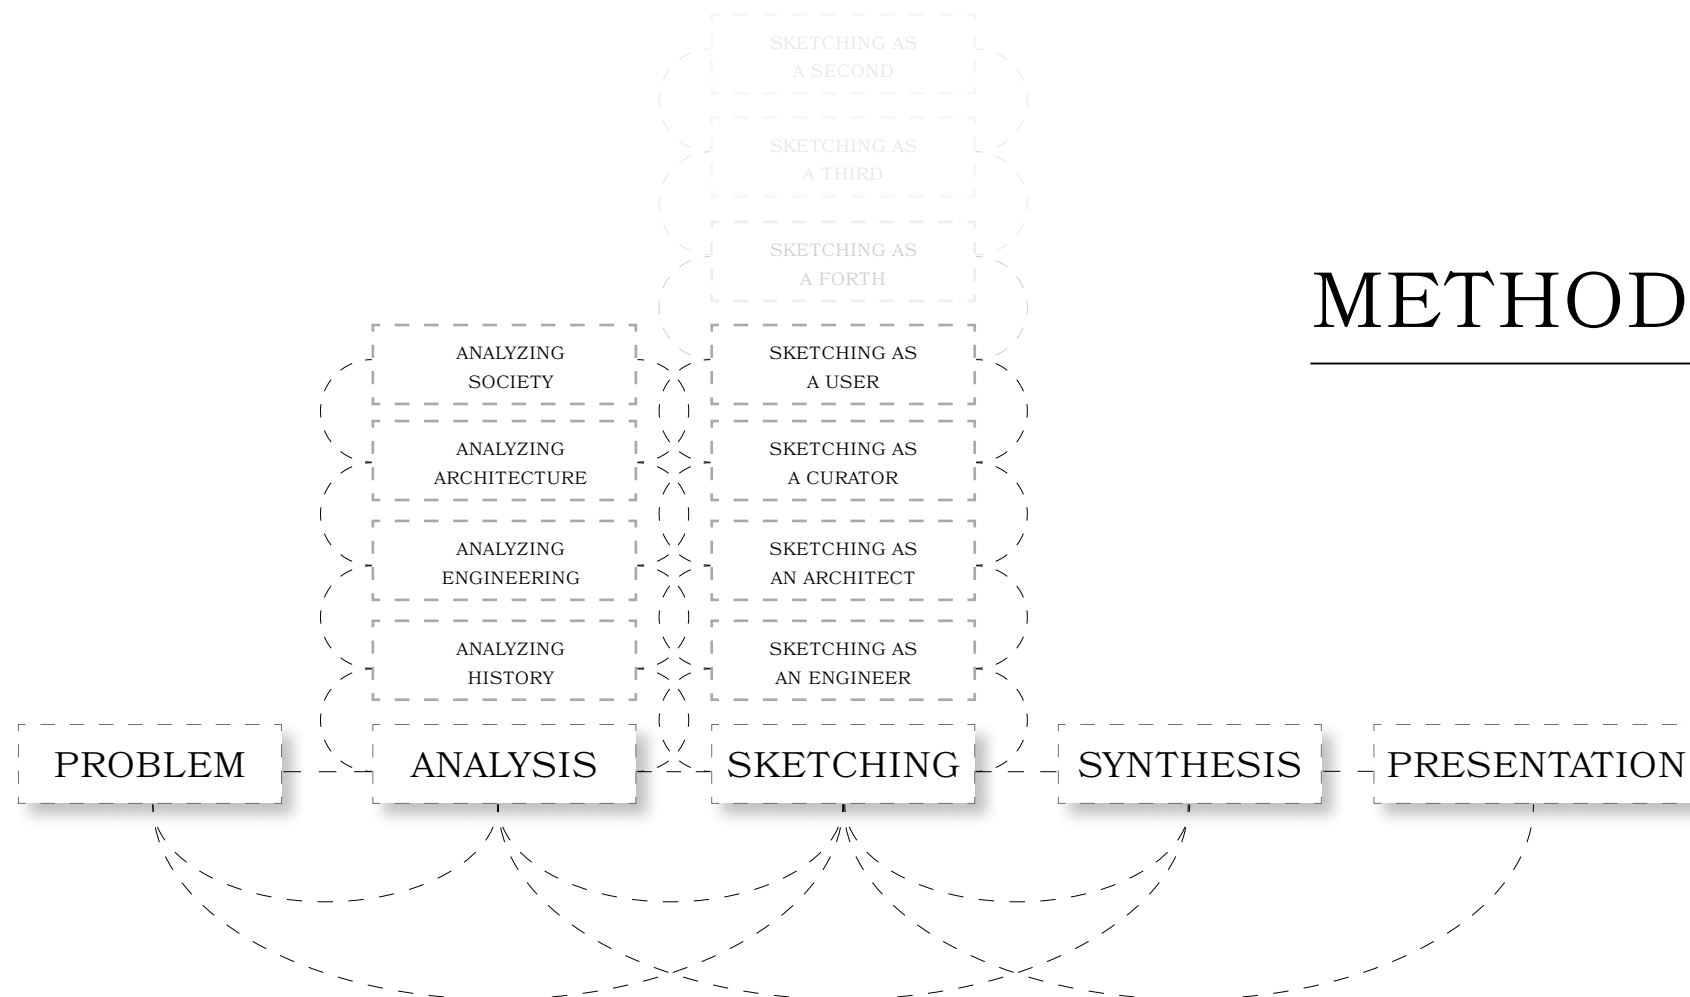 SKETCHING AS
A SECOND
SKETCHING AS
A THIRD
SKETCHING AS
A FORTH
METHOD
ANALYZING
SOCIETY
SKETCHING AS
A USER
ANALYZING
ARCHITECTURE
SKETCHING AS
A CURATOR
ANALYZING
ENGINEERING
SKETCHING AS
AN ARCHITECT
ANALYZING
HISTORY
SKETCHING AS
AN ENGINEER
PROBLEM
ANALYSIS
SKETCHING
SYNTHESIS
PRESENTATION